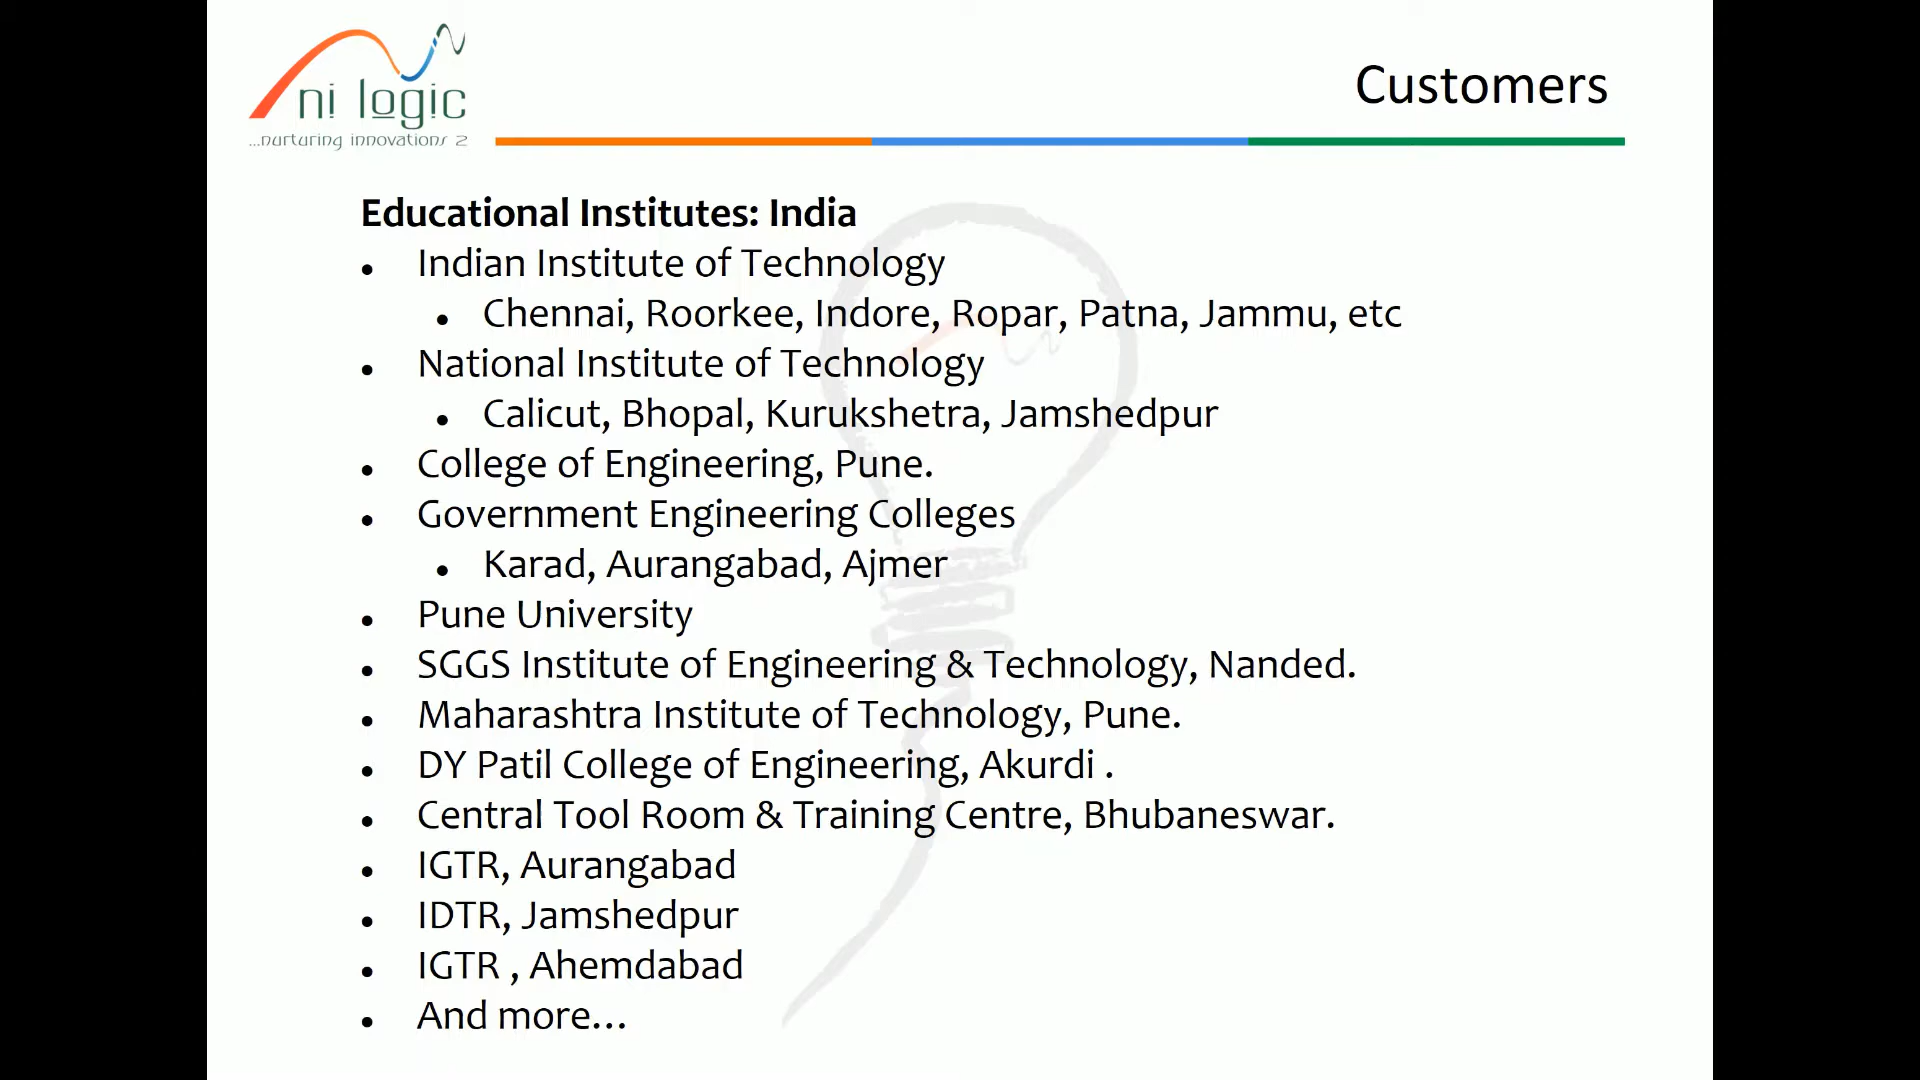 ni logic
...nurturing innovations 2
Customers
Educational Institutes: India
• Indian Institute of Technology
• Chennai, Roorkee, Indore, Ropar, Patna, Jammu, etc
• National Institute of Technology
• Calicut, Bhopal, Kurukshetra, Jamshedpur
• College of Engineering, Pune.
• Government Engineering Colleges
• Karad, Aurangabad, Ajmer
• Pune University
• SGGS Institute of Engineering & Technology, Nanded.
• Maharashtra Institute of Technology, Pune.
• DY Patil College of Engineering, Akurdi .
• Central Tool Room & Training Centre, Bhubaneswar.
• IGTR, Aurangabad
• IDTR, Jamshedpur
• IGTR , Ahemdabad
• And more...